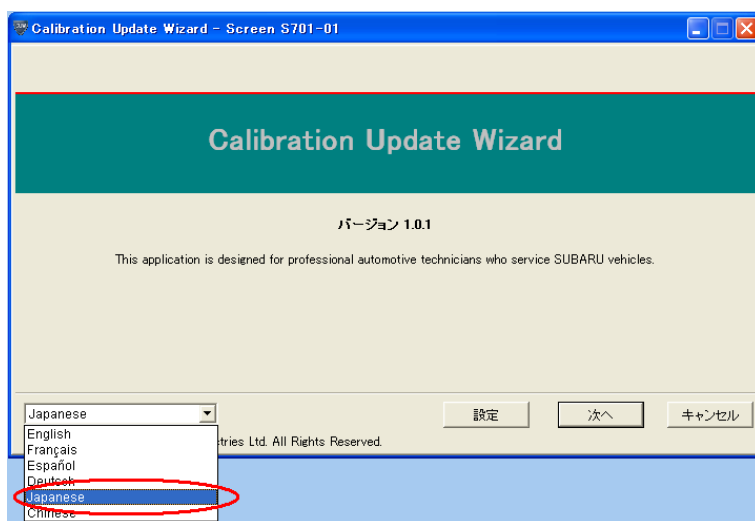 Calibration Update Wizard - Screen S701-01
Calibration Update Wizard
バージョン 1.0.1
This application is designed for professional automotive technicians who service SUBARU vehicles.
Japanese
設定
次へ
キャンセル
English
tries Ltd. All Rights Reserved.
Français
Español
Deutsch
Japanese
Chinese